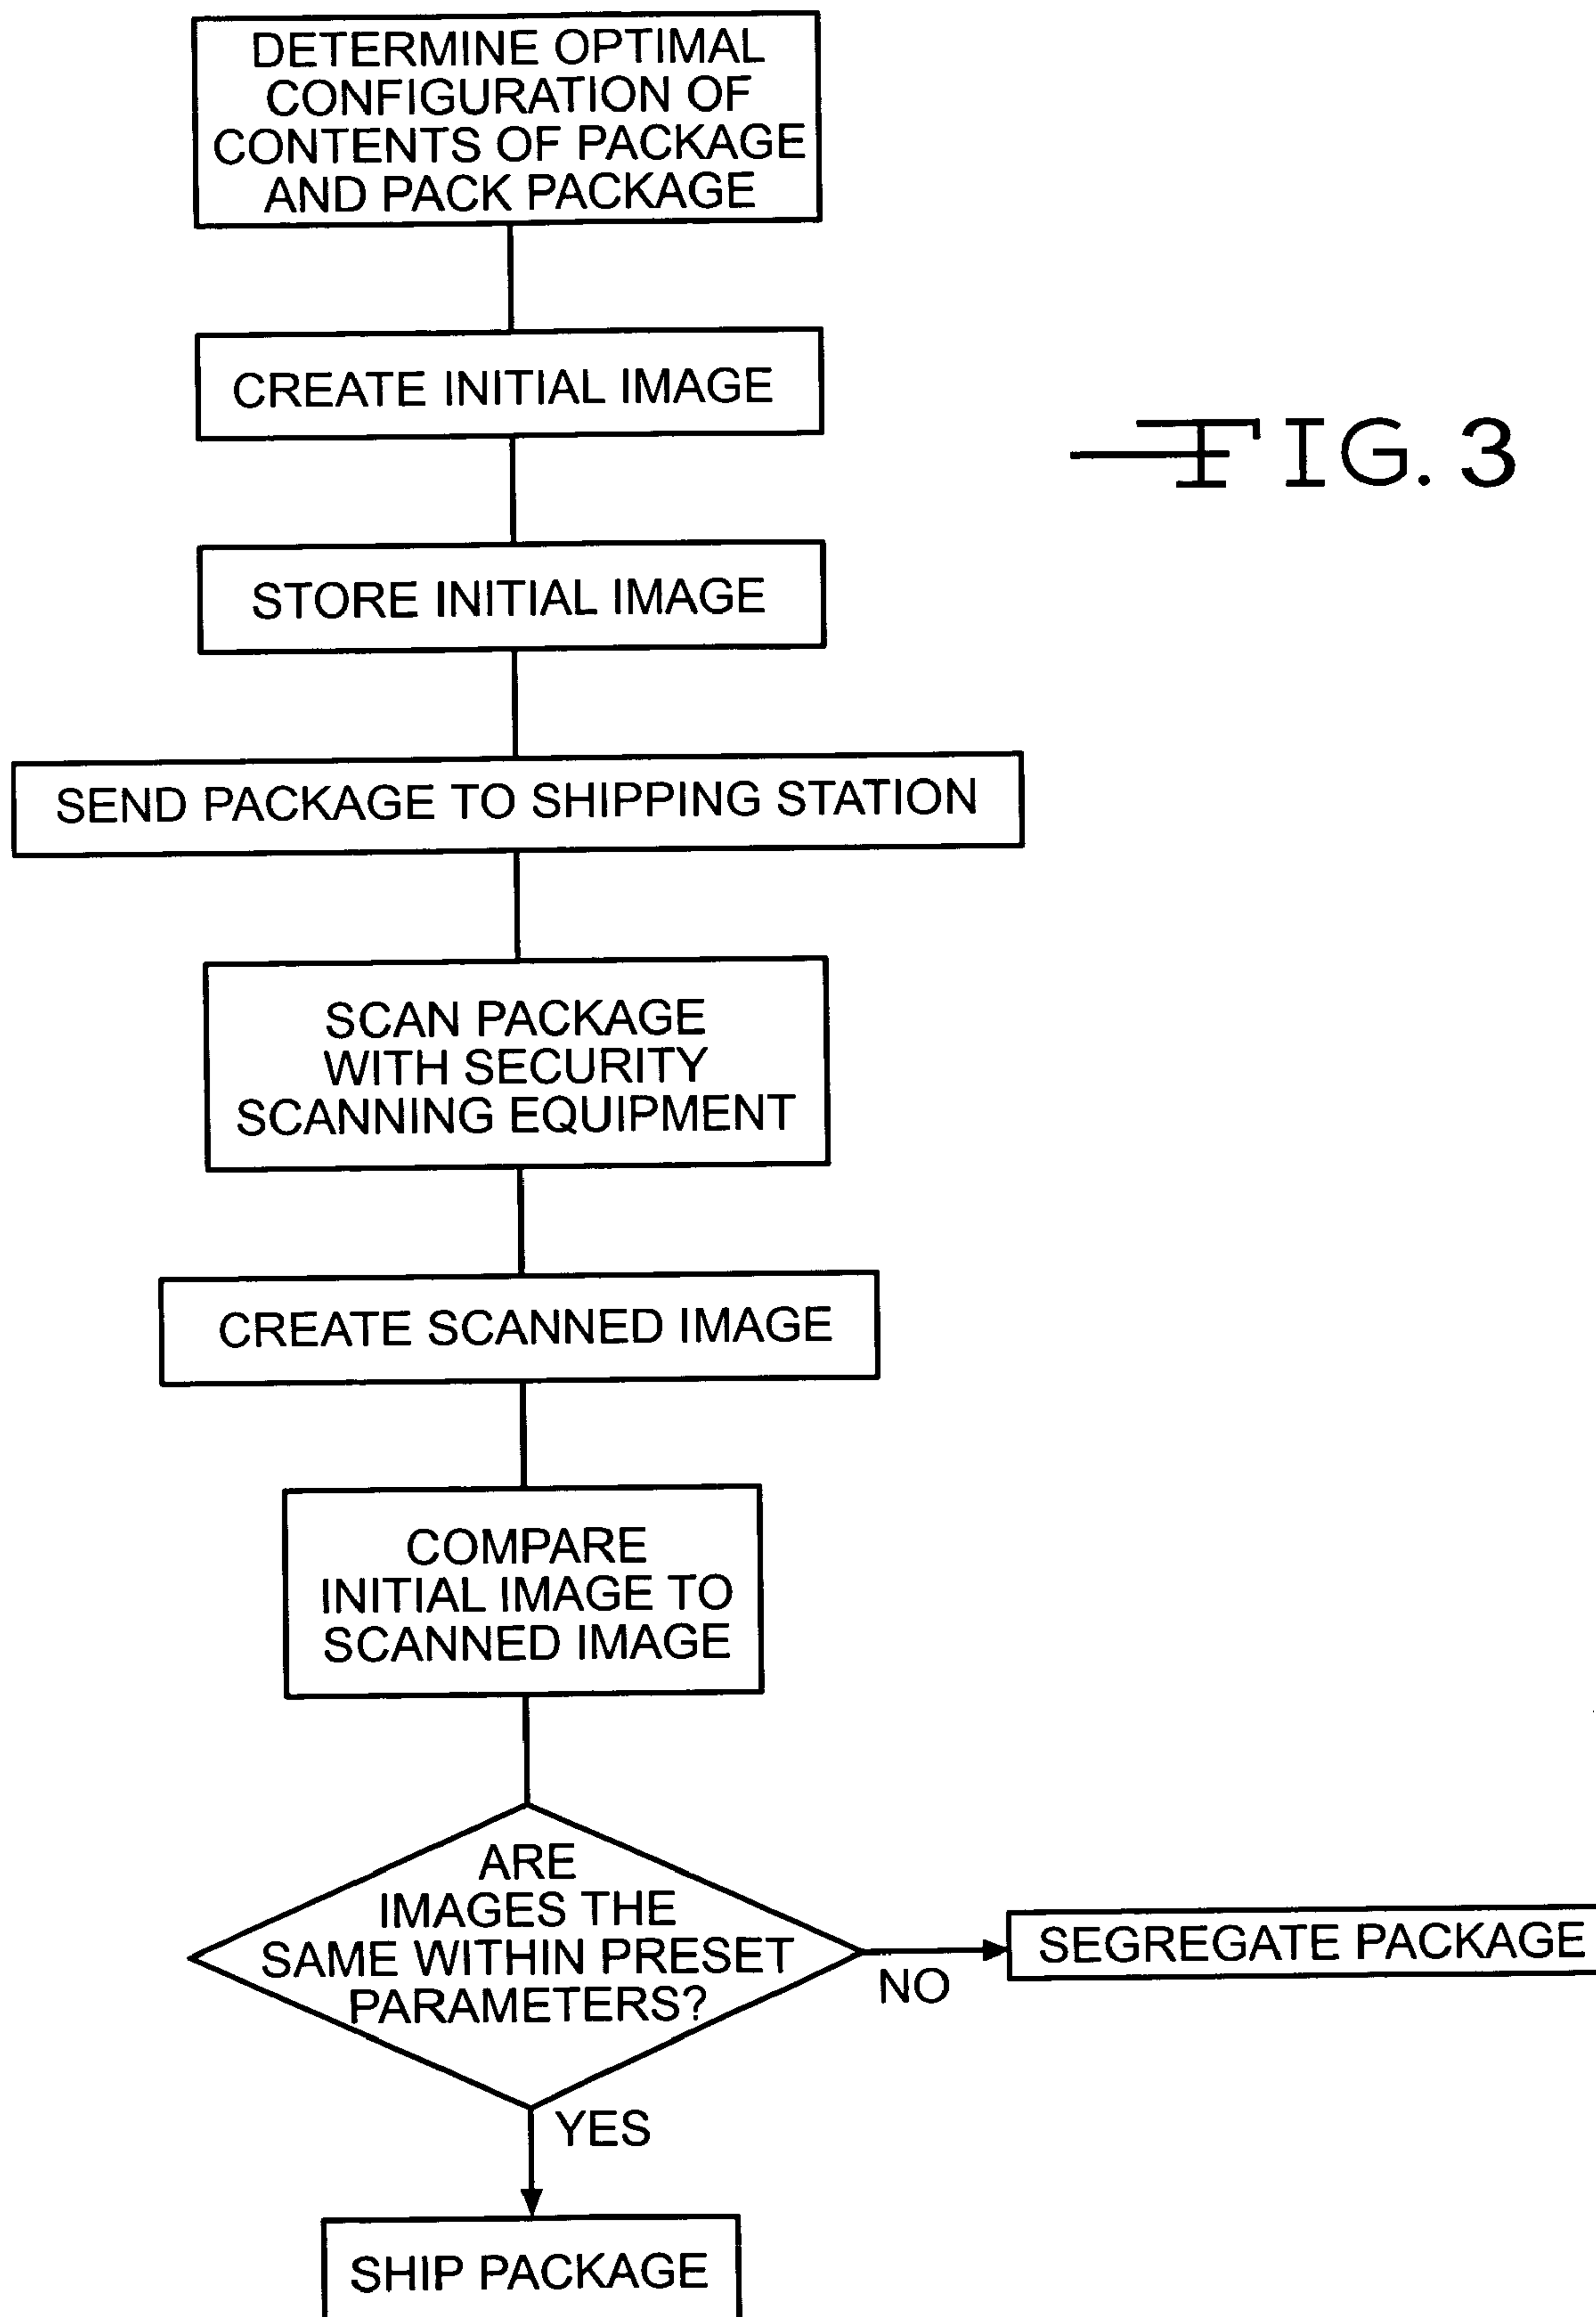 DETERMINE OPTIMAL
CONFIGURATION OF
CONTENTS OF PACKAGE
AND PACK PACKAGE
CREATE INITIAL IMAGE
FIG. 3
STORE INITIAL IMAGE
SEND PACKAGE TO SHIPPING STATION
SCAN PACKAGE
WITH SECURITY
SCANNING EQUIPMENT
CREATE SCANNED IMAGE
COMPARE
INITIAL IMAGE TO
SCANNED IMAGE
ARE
IMAGES THE
SAME WITHIN PRESET
PARAMETERS?
NO
SEGREGATE PACKAGE
YES
SHIP PACKAGE